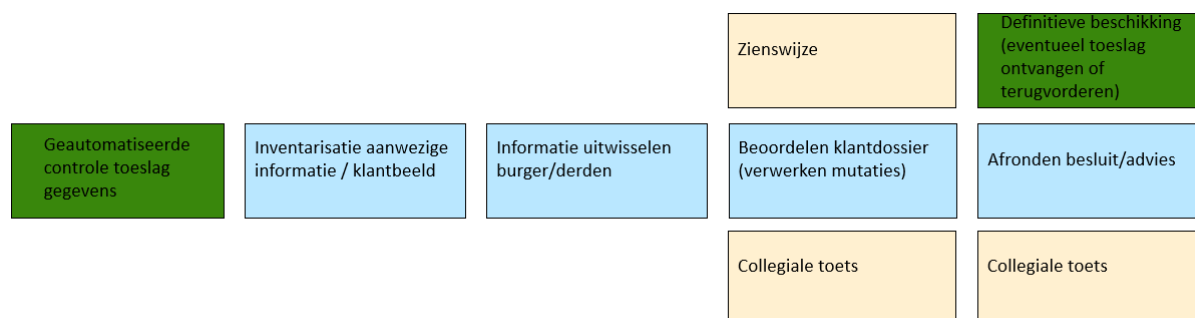 Zienswijze
Definitieve beschikking
(eventueel toeslag
ontvangen of
terugvorderen)
Geautomatiseerde
controle toeslag
gegevens
Inventarisatie aanwezige
informatie / klantbeeld
Informatie uitwisselen
burger/derden
Beoordelen klantdossier
(verwerken mutaties)
Afronden besluit/advies
Collegiale toets
Collegiale toets